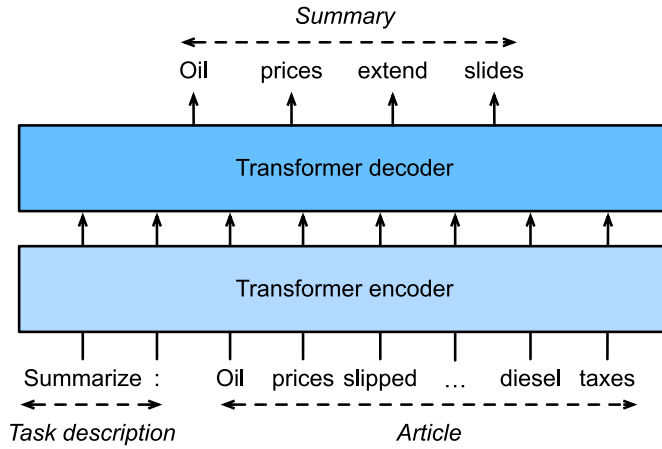 Summary
Oil prices extend slides
Transformer decoder
Transformer encoder
Summarize : Oil prices slipped ... diesel taxes
Task description Article